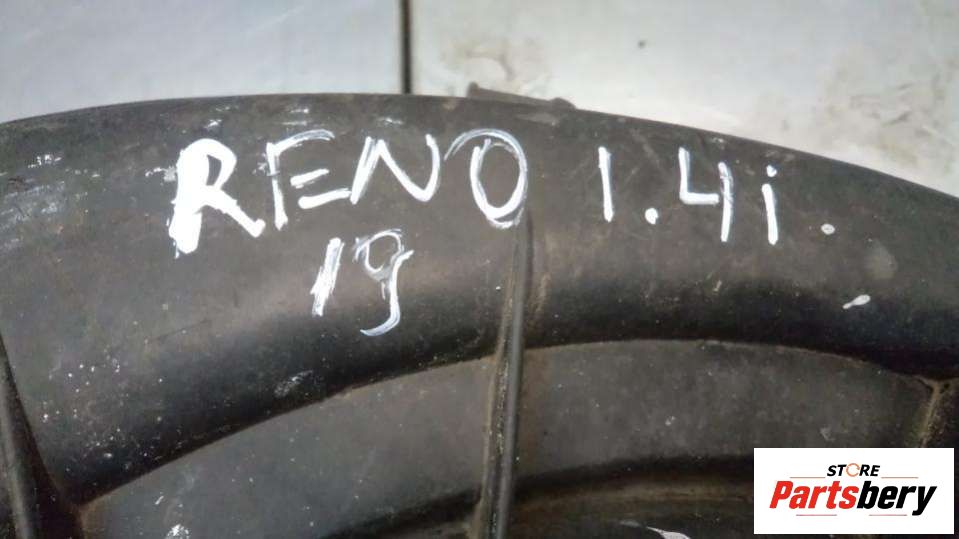 RENO 1.4i.
19
STORE
Partsbery